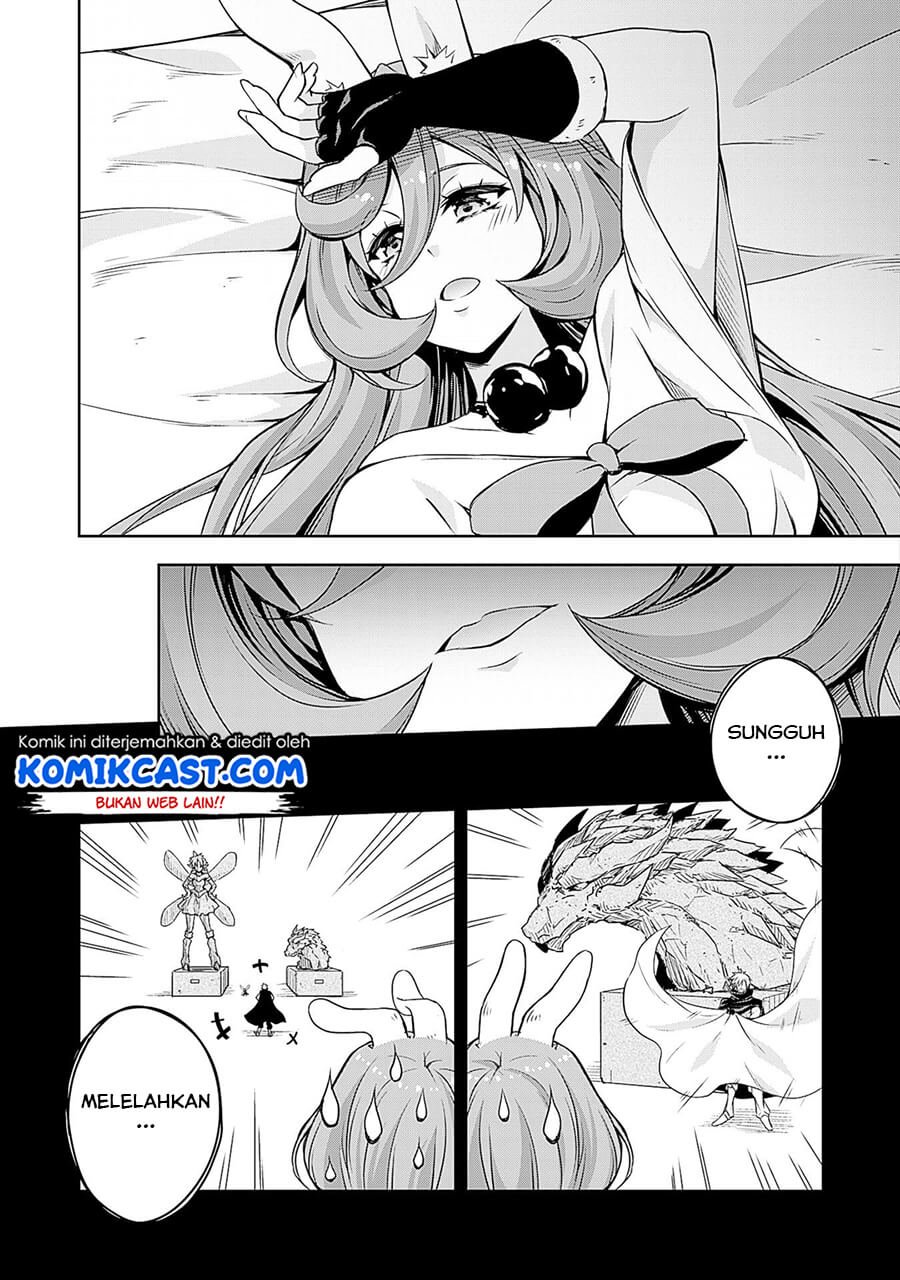 SUNGGUH
...
Komik ini diterjemahkan & diedit oleh
KOMIKCAST.COM
BUKAN WEB LAIN!!
MELELAHKAN
...